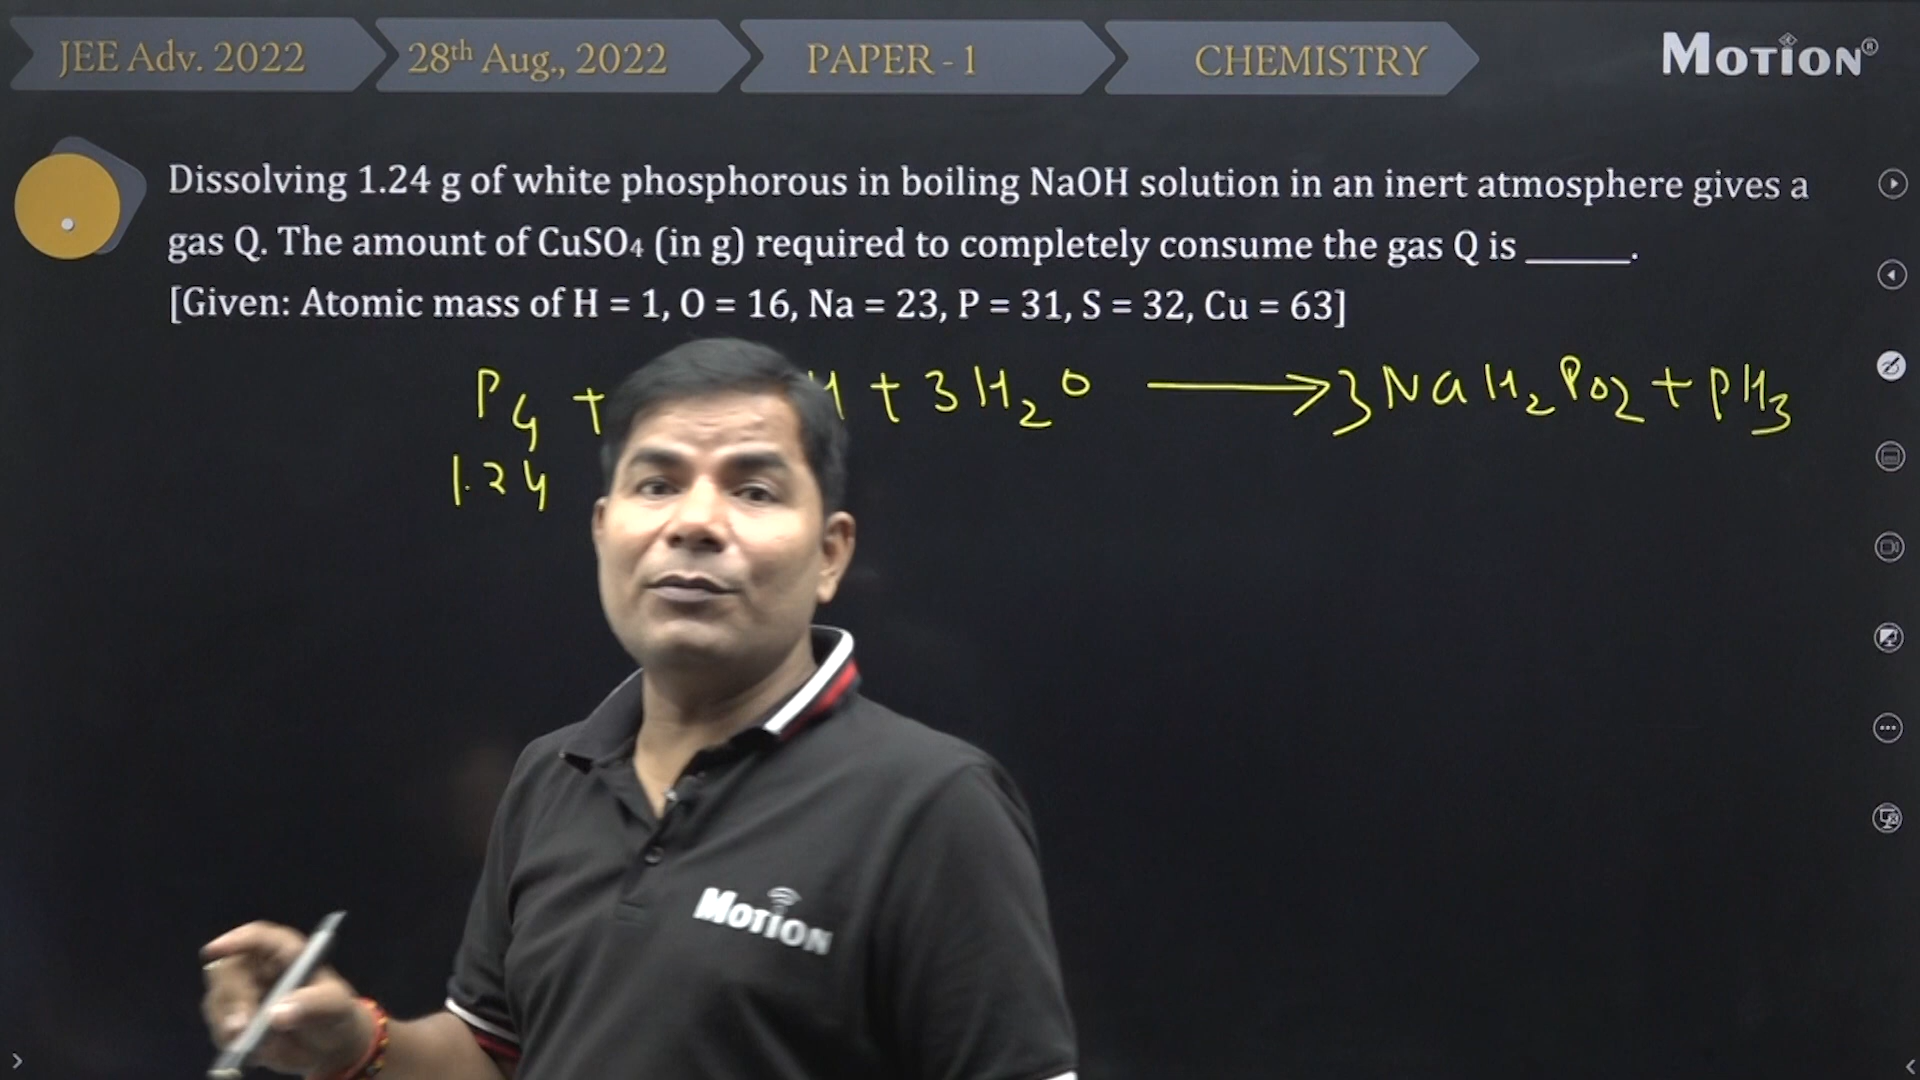 JEE Adv. 2022 28th Aug., 2022 PAPER - 1 CHEMISTRY MOTION®
Dissolving 1.24 g of white phosphorous in boiling NaOH solution in an inert atmosphere gives a
gas Q. The amount of CuSO₄ (in g) required to completely consume the gas Q is ______.
[Given: Atomic mass of H = 1, O = 16, Na = 23, P = 31, S = 32, Cu = 63]
P₄ + H + 3H₂O ⟶ 3NaH₂PO₂ + PH₃
1.24
MOTION